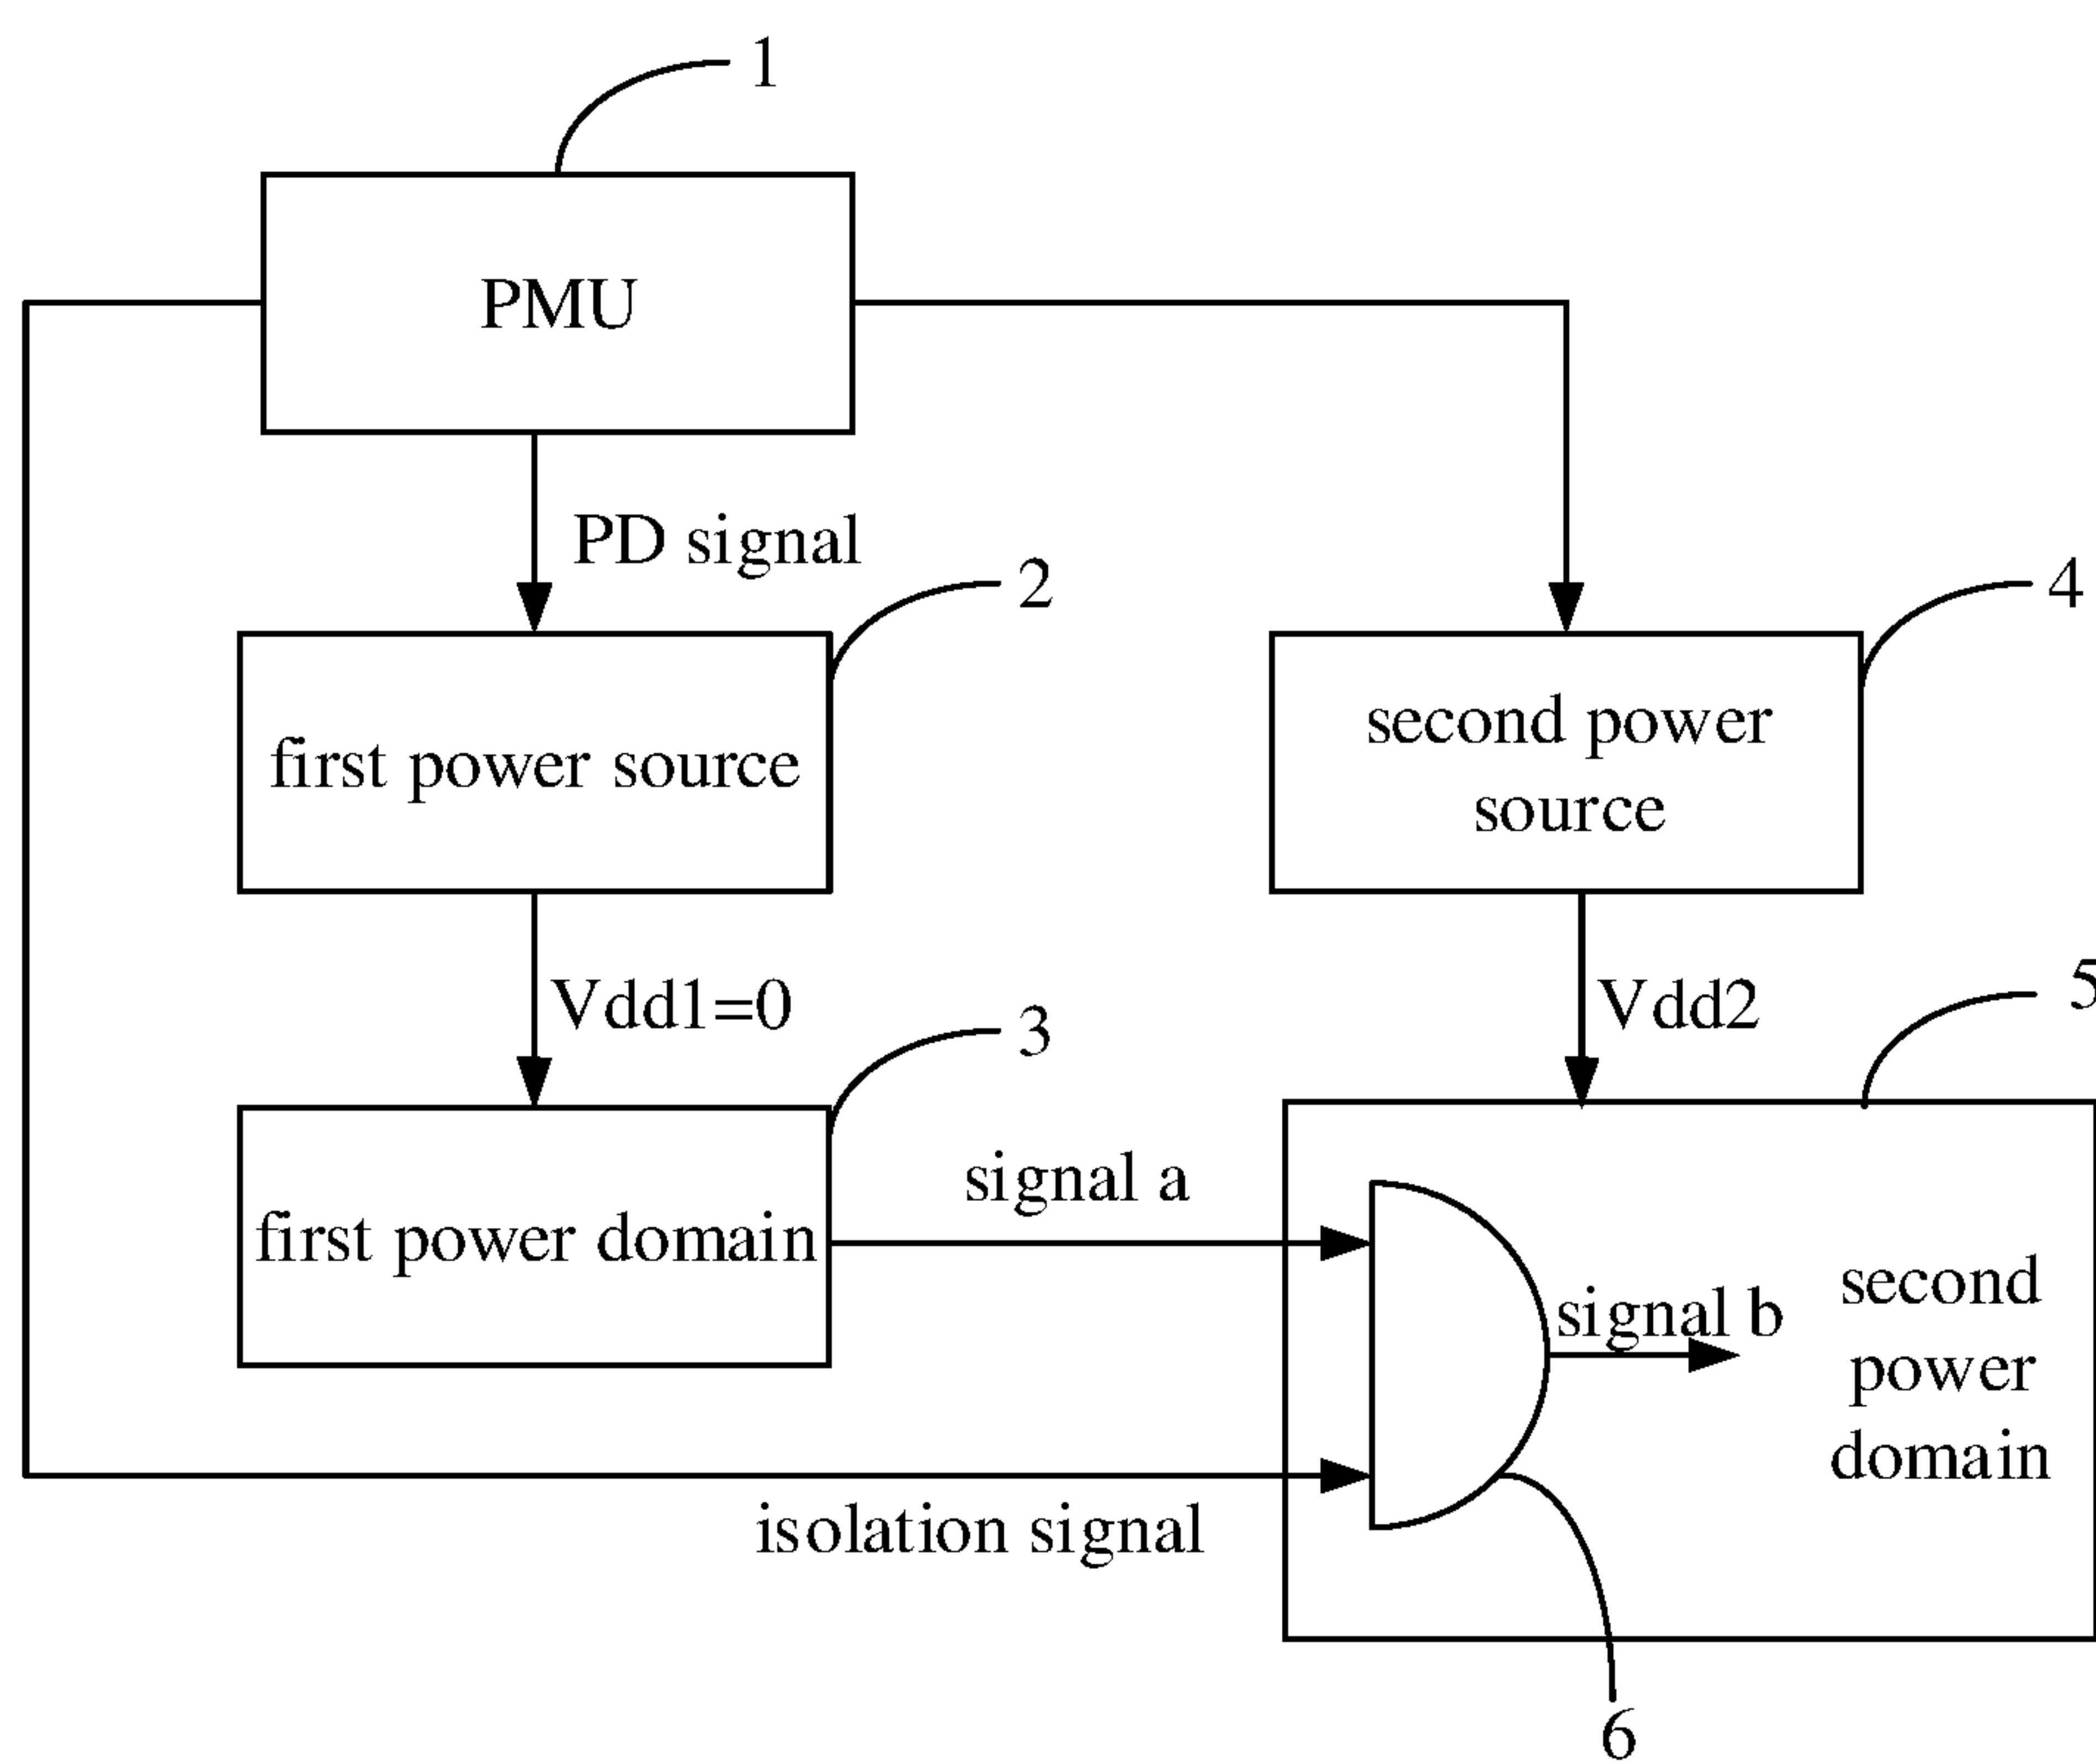 1
PMU
PD signal
2
4
first power source
second power
source
Vdd1=0
Vdd2
5
3
signal a
first power domain
signal b
second
power
domain
isolation signal
6